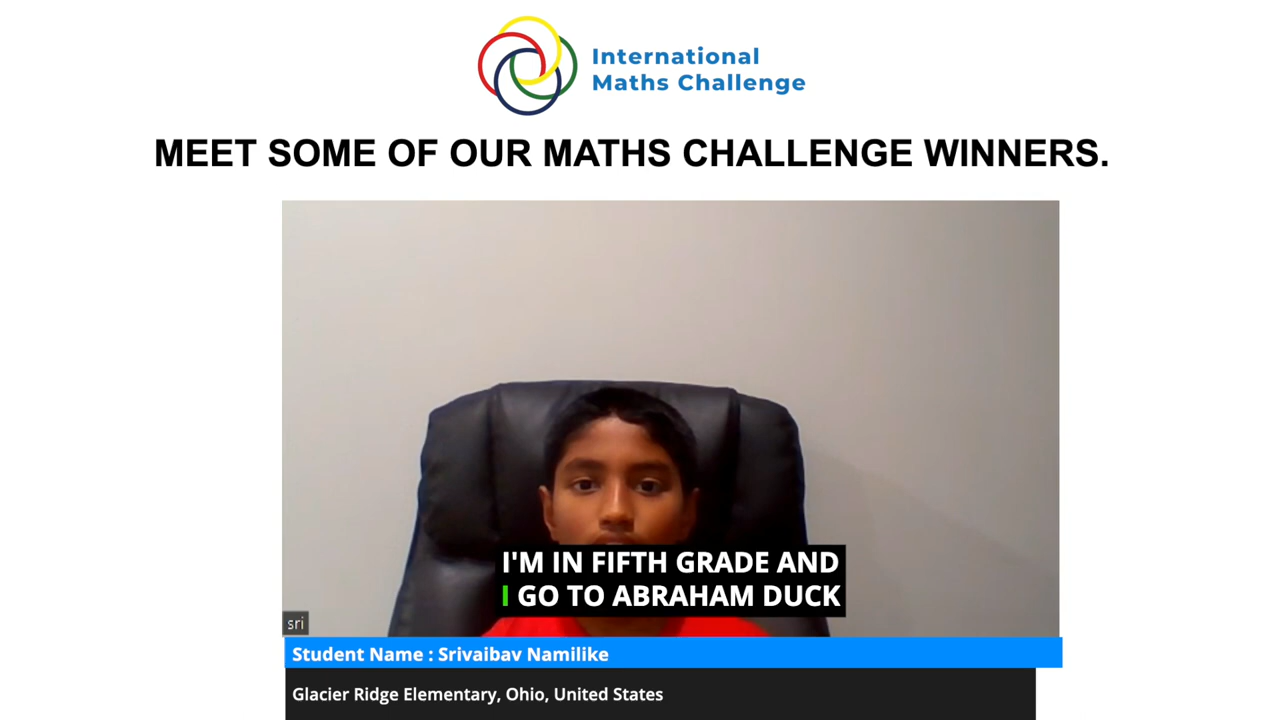 International
Maths Challenge
MEET SOME OF OUR MATHS CHALLENGE WINNERS.
I'M IN FIFTH GRADE AND
I GO TO ABRAHAM DUCK
sri
Student Name : Srivaibav Namilike
Glacier Ridge Elementary, Ohio, United States